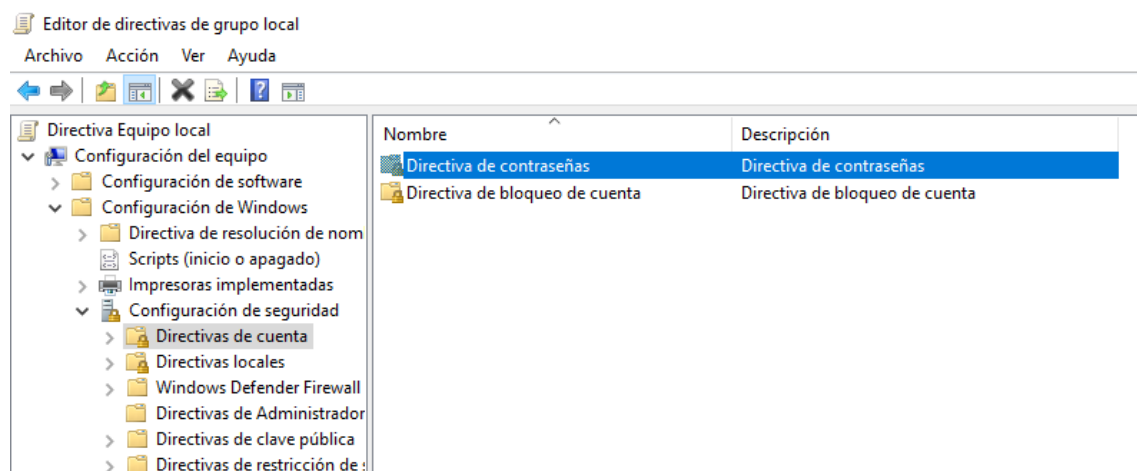 Editor de directivas de grupo local
Archivo Acción Ver Ayuda
Directiva Equipo local
Configuración del equipo
Configuración de software
Configuración de Windows
Directiva de resolución de nom
Scripts (inicio o apagado)
Impresoras implementadas
Configuración de seguridad
Directivas de cuenta
Directivas locales
Windows Defender Firewall
Directivas de Administrador
Directivas de clave pública
Directivas de restricción de s
Nombre Descripción
Directiva de contraseñas Directiva de contraseñas
Directiva de bloqueo de cuenta Directiva de bloqueo de cuenta